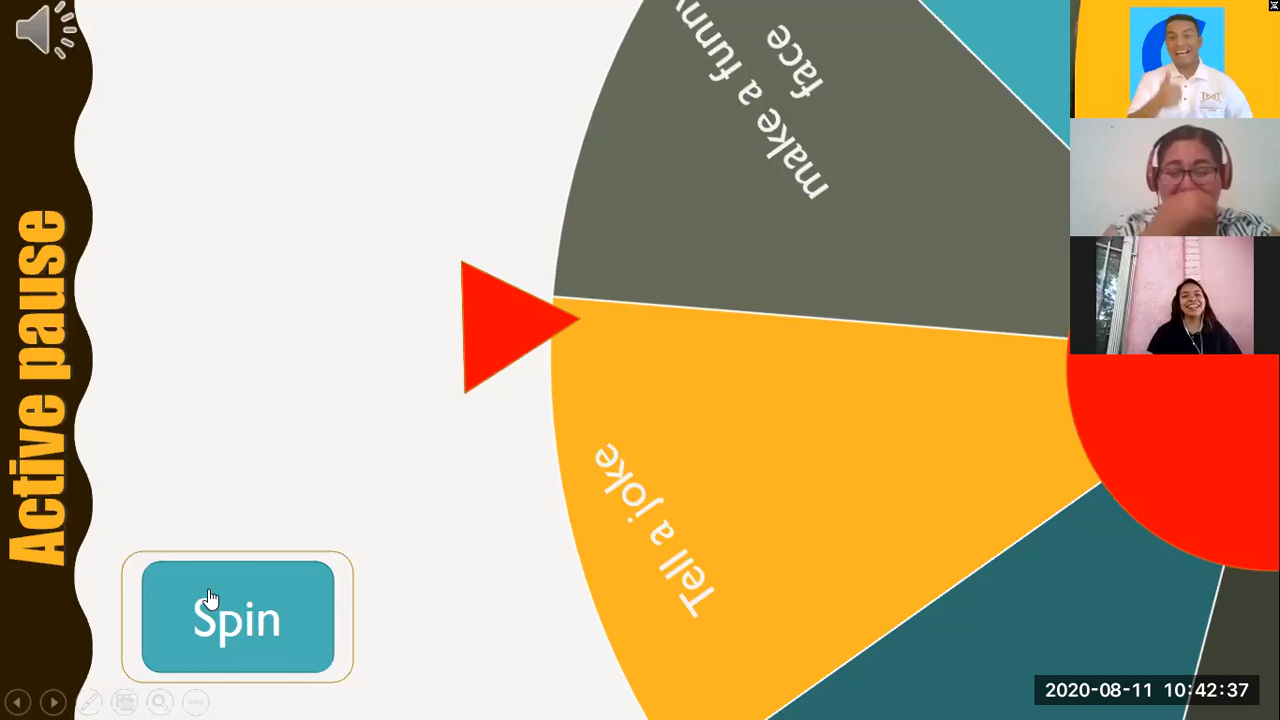 Active pause
make a funny
face
Tell a joke
Spin
2020-08-11 10:42:37